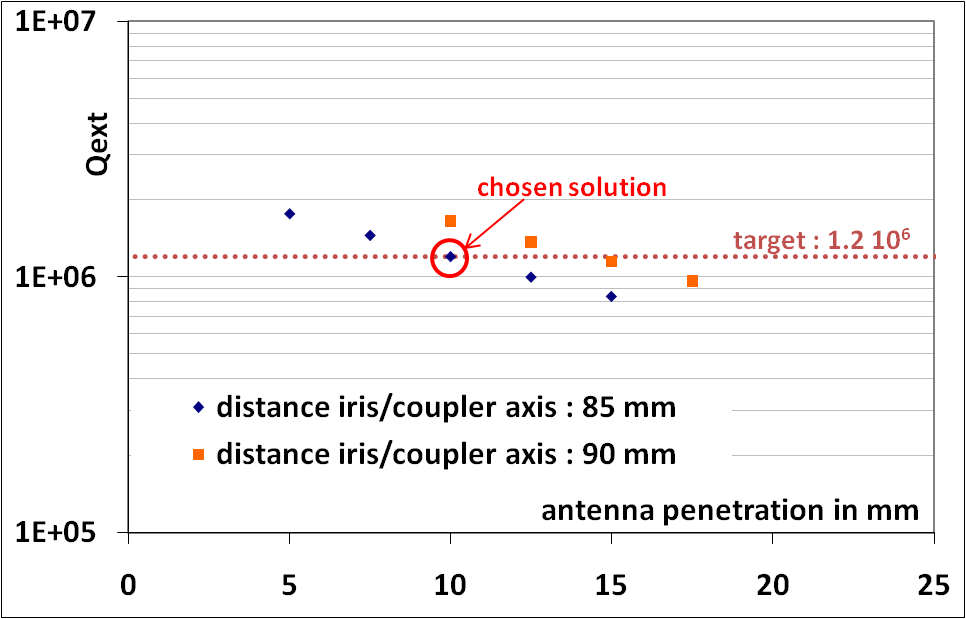 1E+07
Qext
chosen solution
target : 1.2 10⁶
1E+06
distance iris/coupler axis : 85 mm
distance iris/coupler axis : 90 mm
antenna penetration in mm
1E+05
0 5 10 15 20 25